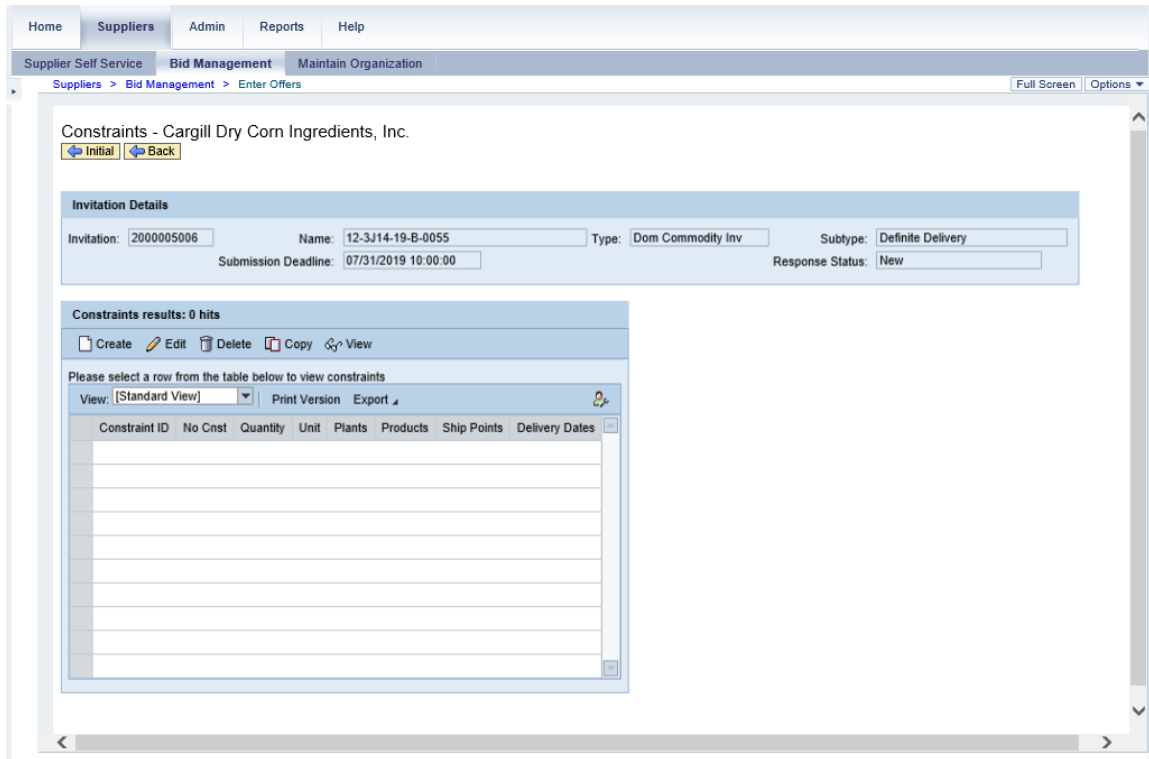 Home Suppliers Admin Reports Help
Supplier Self Service Bid Management Maintain Organization
Suppliers > Bid Management > Enter Offers Full Screen Options
Constraints - Cargill Dry Corn Ingredients, Inc.
Initial Back
Invitation Details
Invitation: 2000005006 Name: 12-3J14-19-B-0055 Type: Dom Commodity Inv Subtype: Definite Delivery
Submission Deadline: 07/31/2019 10:00:00 Response Status: New
Constraints results: 0 hits
Create Edit Delete Copy View
Please select a row from the table below to view constraints
View: [Standard View] Print Version Export
Constraint ID No Cnst Quantity Unit Plants Products Ship Points Delivery Dates